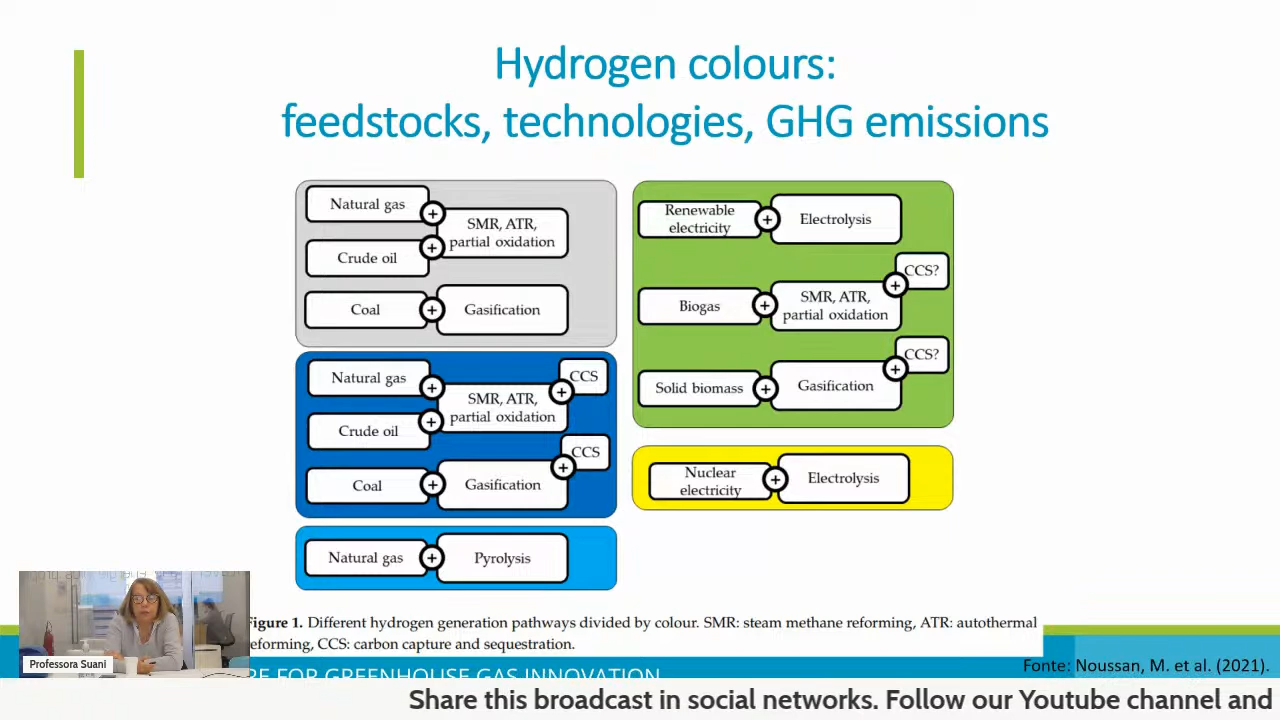 Hydrogen colours:
feedstocks, technologies, GHG emissions
Natural gas
+
Crude oil
+
SMR, ATR,
partial oxidation
Coal
+
Gasification
Natural gas
+
Crude oil
+
SMR, ATR,
partial oxidation
+
CCS
Coal
+
Gasification
+
CCS
Natural gas
+
Pyrolysis
Renewable
electricity
+
Electrolysis
Biogas
+
SMR, ATR,
partial oxidation
+
CCS?
Solid biomass
+
Gasification
+
CCS?
Nuclear
electricity
+
Electrolysis
igure 1. Different hydrogen generation pathways divided by colour. SMR: steam methane reforming, ATR: autothermal
eforming, CCS: carbon capture and sequestration.
Professora Suani
RE FOR GREENHOUSE GAS INNOVATION
Fonte: Noussan, M. et al. (2021).
Share this broadcast in social networks. Follow our Youtube channel and